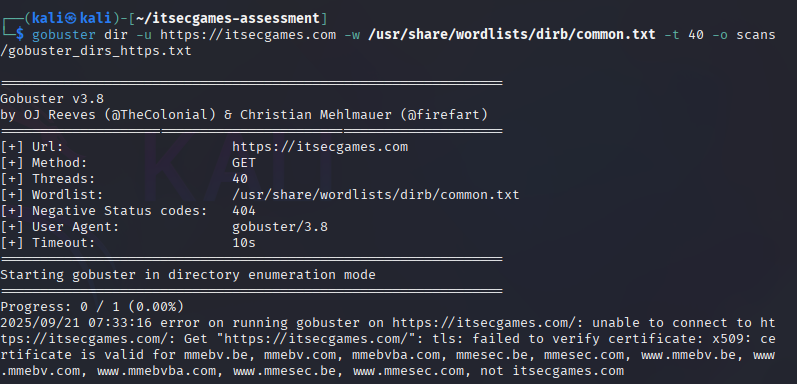 ┌──(kali㉿kali)-[~/itsecgames-assessment]
└─$ gobuster dir -u https://itsecgames.com -w /usr/share/wordlists/dirb/common.txt -t 40 -o scans
/gobuster_dirs_https.txt
===============================================================
Gobuster v3.8
by OJ Reeves (@TheColonial) & Christian Mehlmauer (@firefart)
===============================================================
[+] Url:                     https://itsecgames.com
[+] Method:                  GET
[+] Threads:                 40
[+] Wordlist:                /usr/share/wordlists/dirb/common.txt
[+] Negative Status codes:   404
[+] User Agent:              gobuster/3.8
[+] Timeout:                 10s
===============================================================
Starting gobuster in directory enumeration mode
===============================================================
Progress: 0 / 1 (0.00%)
2025/09/21 07:33:16 error on running gobuster on https://itsecgames.com/: unable to connect to ht
tps://itsecgames.com/: Get "https://itsecgames.com/": tls: failed to verify certificate: x509: ce
rtificate is valid for mmebv.be, mmebv.com, mmebvba.com, mmesec.be, mmesec.com, www.mmebv.be, www
.mmebv.com, www.mmebvba.com, www.mmesec.be, www.mmesec.com, not itsecgames.com